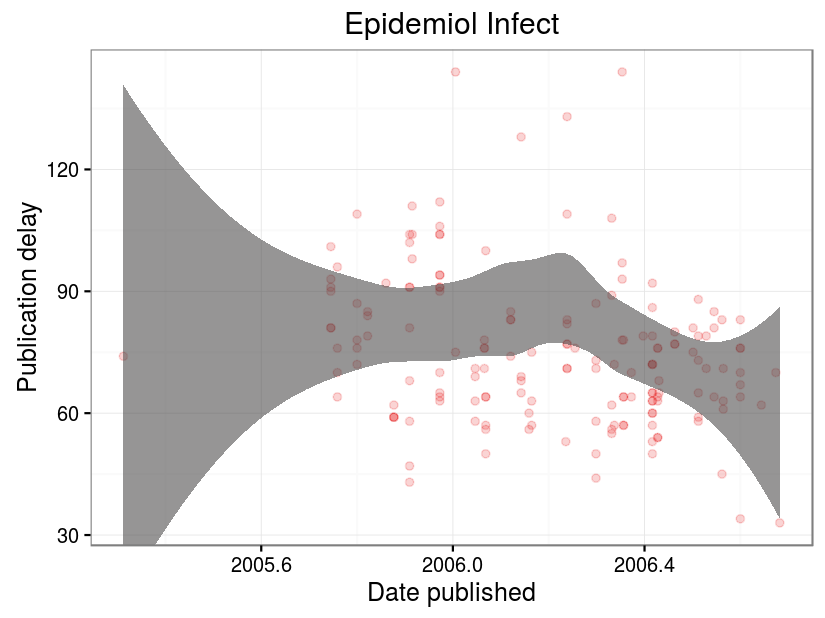 Epidemiol Infect
Publication delay
120
90
60
30
2005.6 2006.0 2006.4
Date published